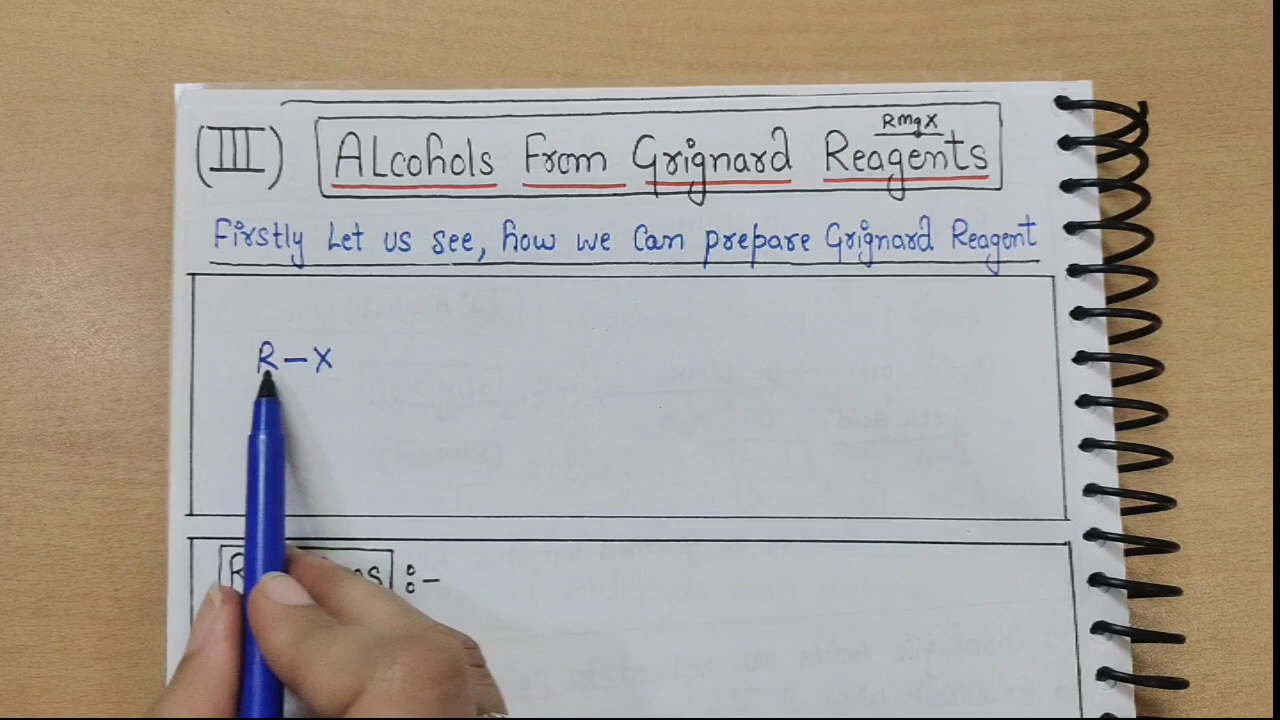 RMgX
(III) Alcohols From Grignard Reagents
Firstly Let us see, how we can prepare Grignard Reagent
R-X
:-